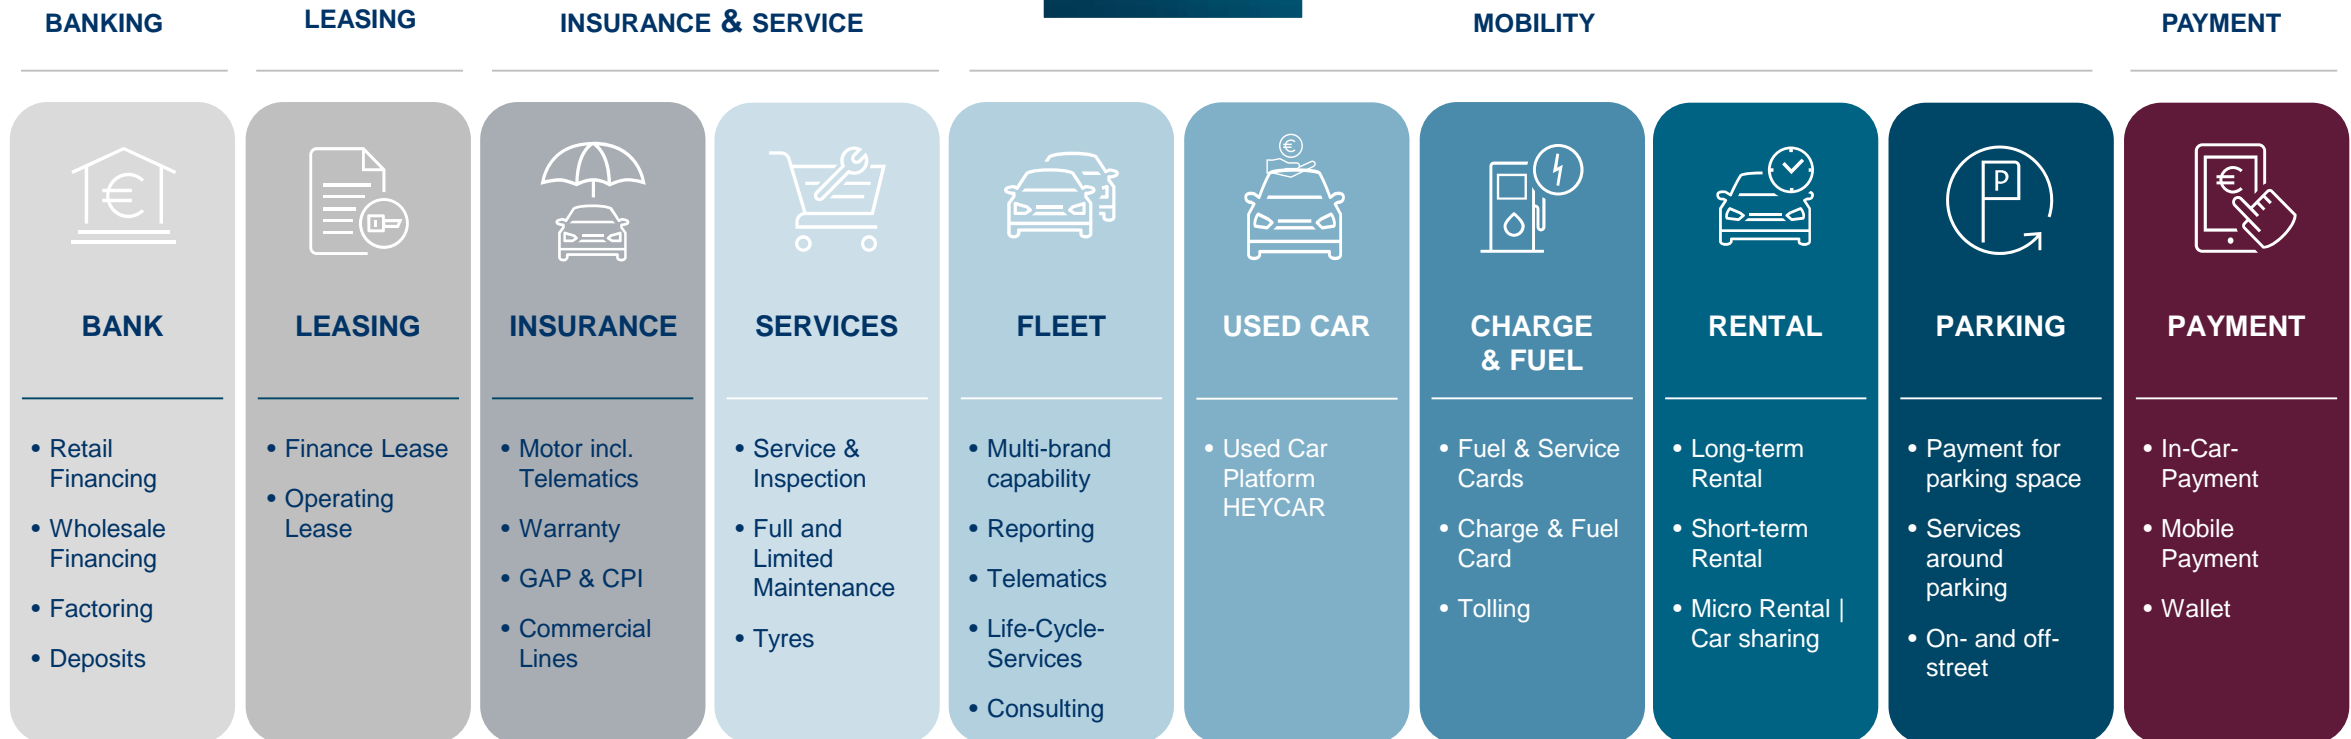 BANKING
LEASING
INSURANCE & SERVICE
MOBILITY
PAYMENT
BANK
• Retail
Financing
• Wholesale
Financing
• Factoring
• Deposits
LEASING
• Finance Lease
• Operating
Lease
INSURANCE
• Motor incl.
Telematics
• Warranty
• GAP & CPI
• Commercial
Lines
SERVICES
• Service &
Inspection
• Full and
Limited
Maintenance
• Tyres
FLEET
• Multi-brand
capability
• Reporting
• Telematics
• Life-Cycle-
Services
• Consulting
USED CAR
• Used Car
Platform
HEYCAR
CHARGE
& FUEL
• Fuel & Service
Cards
• Charge & Fuel
Card
• Tolling
RENTAL
• Long-term
Rental
• Short-term
Rental
• Micro Rental |
Car sharing
P
PARKING
• Payment for
parking space
• Services
around
parking
• On- and off-
street
€
PAYMENT
• In-Car-
Payment
• Mobile
Payment
• Wallet